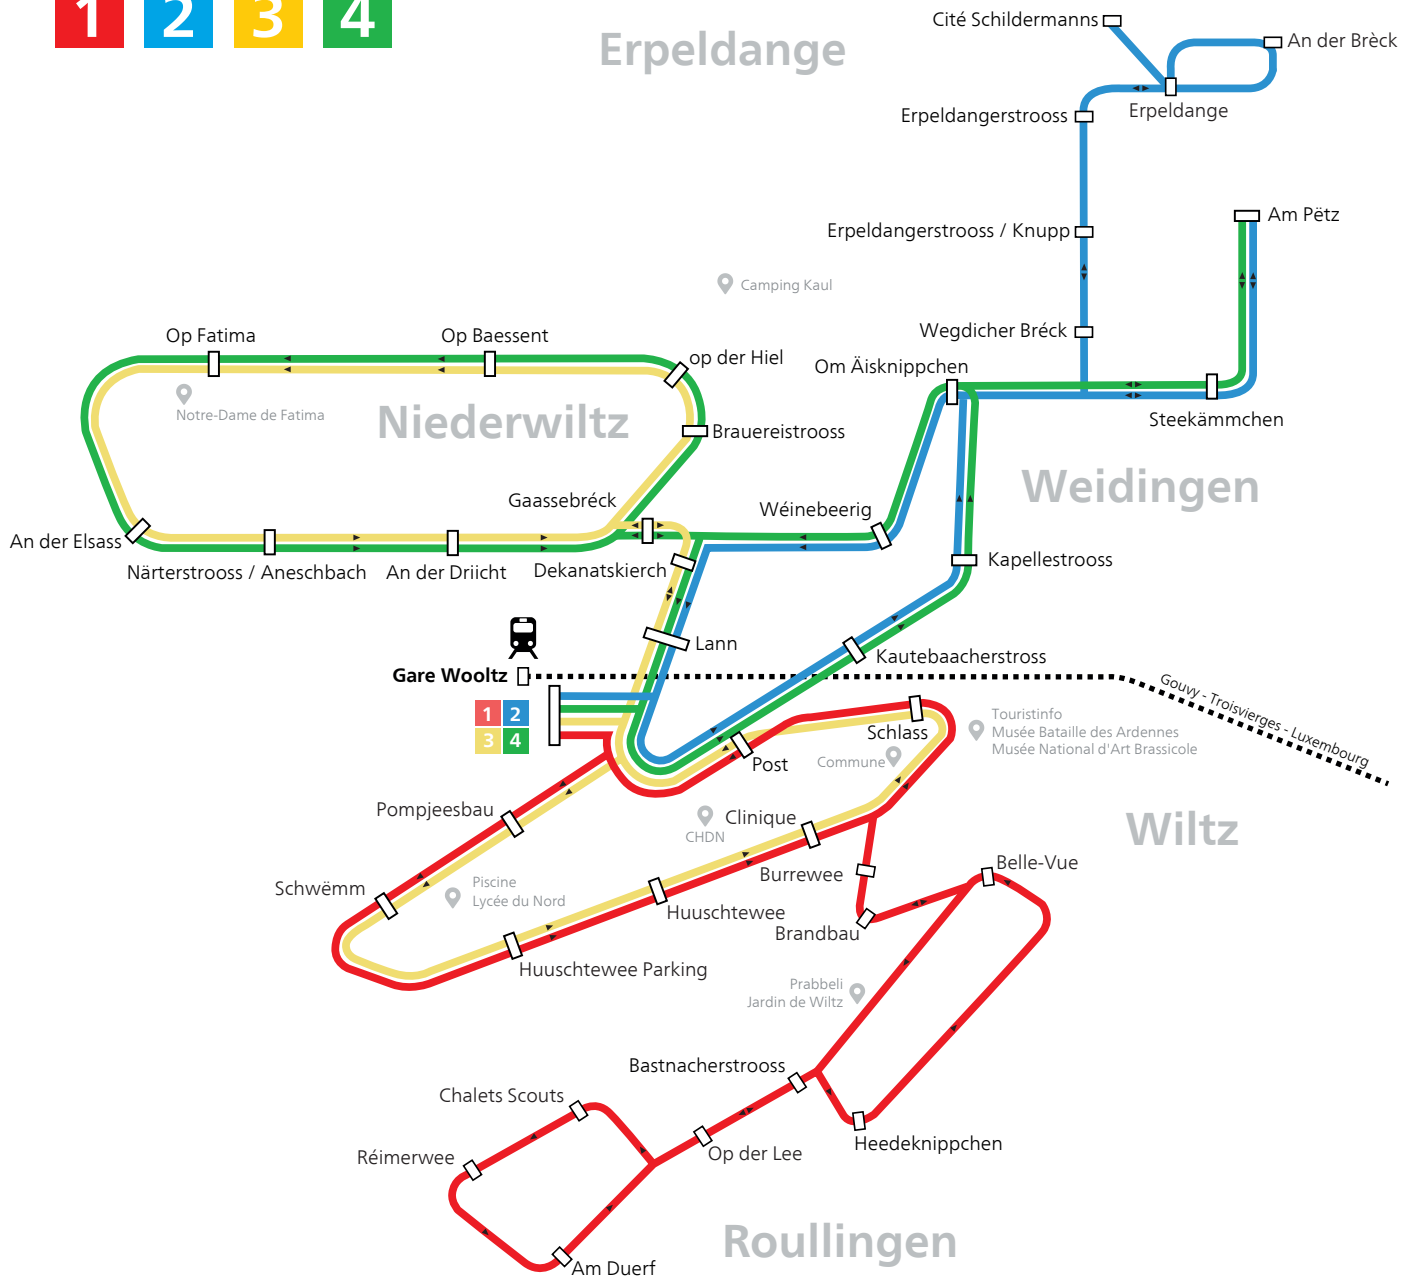 1 2 3 4
Erpeldange
Cité Schildermanns
An der Brèck
Erpeldange
Erpeldangerstrooss
Am Pëtz
Erpeldangerstrooss / Knupp
Camping Kaul
Wegdicher Bréck
Op Fatima
Op Baessent
op der Hiel
Om Äisknippchen
Notre-Dame de Fatima
Niederwiltz
Brauereistrooss
Steekämmchen
Weidingen
Gaassebréck
Wéinebeerig
An der Elsass
Närterstrooss / Aneschbach
An der Driicht
Dekanatskierch
Kapellestrooss
Lann
Kautebaacherstross
Gare Wooltz
Gouvy - Troisvierges - Luxembourg
1 2
3 4
Schlass
Touristinfo
Musée Bataille des Ardennes
Musée National d'Art Brassicole
Post
Commune
Pompjeesbau
Clinique
CHDN
Wiltz
Burrewee
Belle-Vue
Schwëmm
Piscine
Lycée du Nord
Huuschtewee
Brandbau
Huuschtewee Parking
Prabbeli
Jardin de Wiltz
Bastnacherstrooss
Chalets Scouts
Heedeknippchen
Réimerwee
Op der Lee
Roullingen
Am Duerf